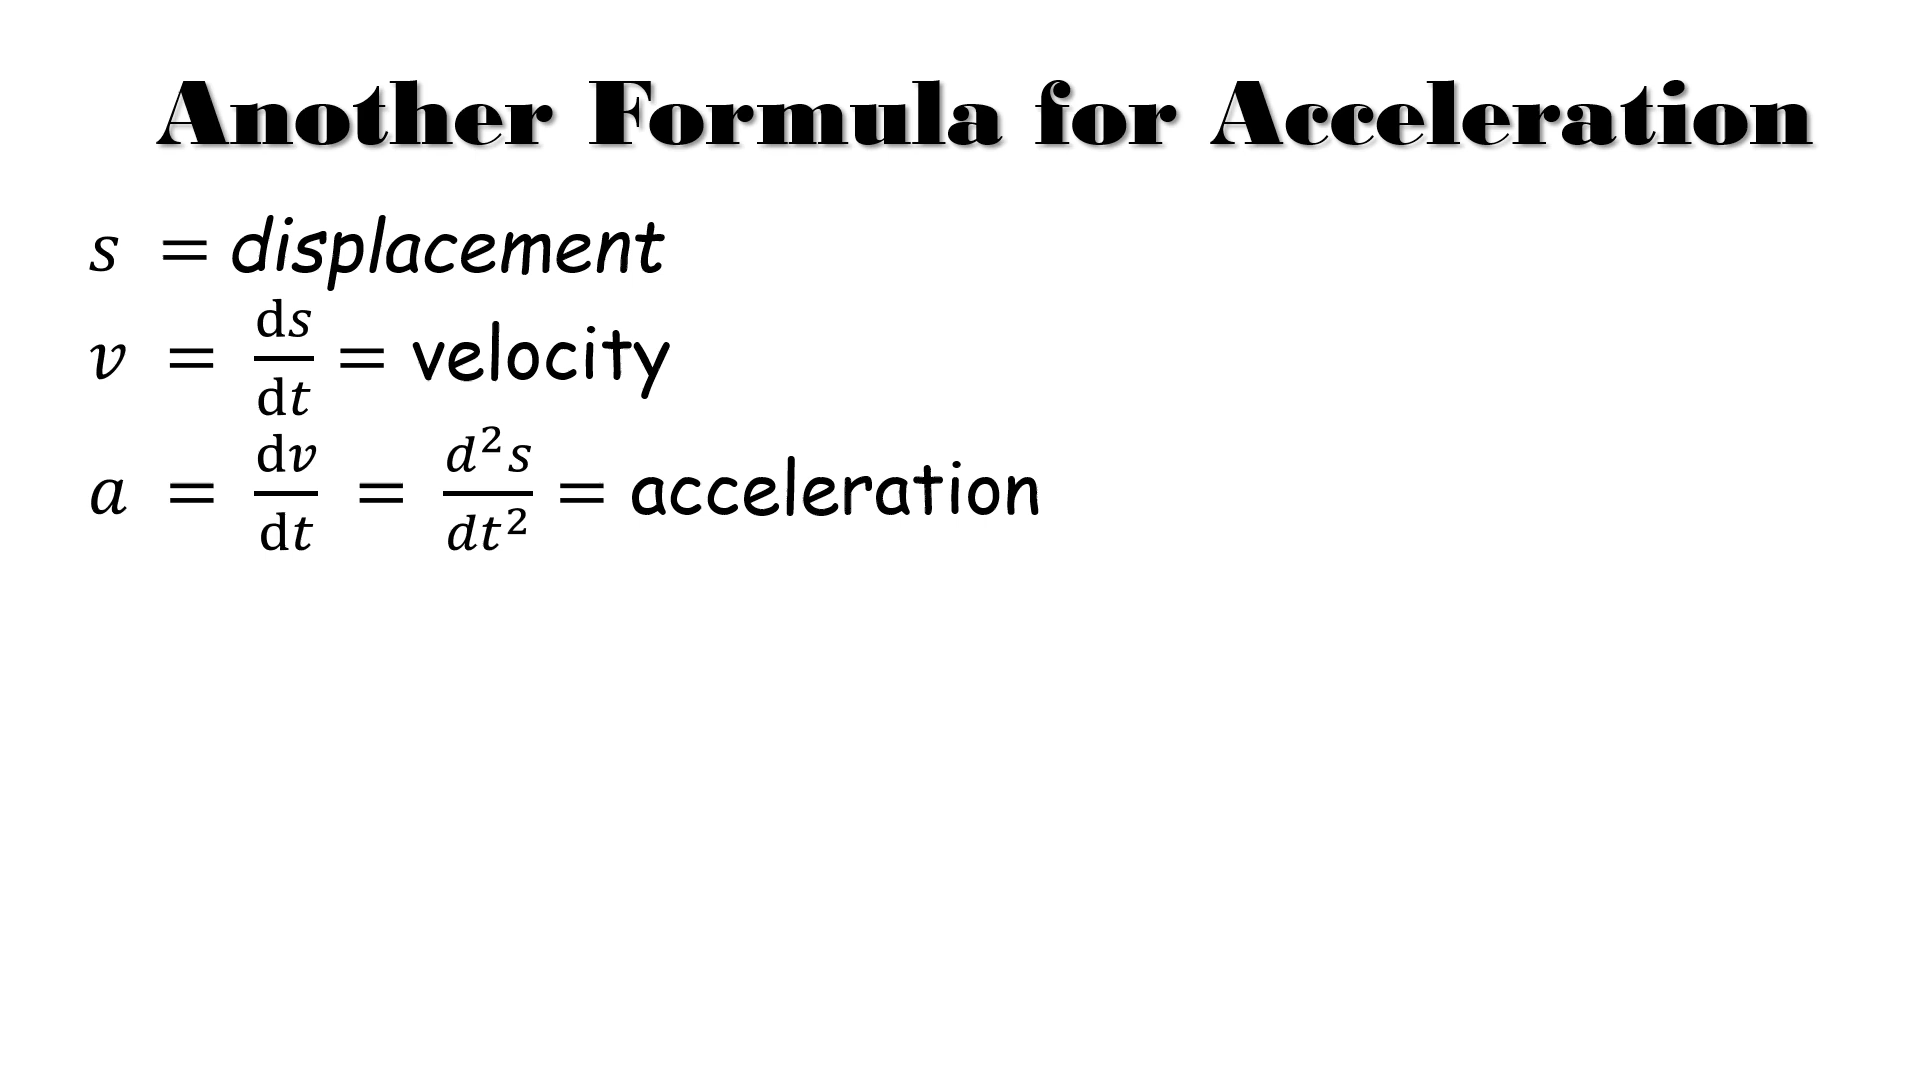 Another Formula for Acceleration
s = displacement
v = ds/dt = velocity
a = dv/dt = d²s/dt² = acceleration